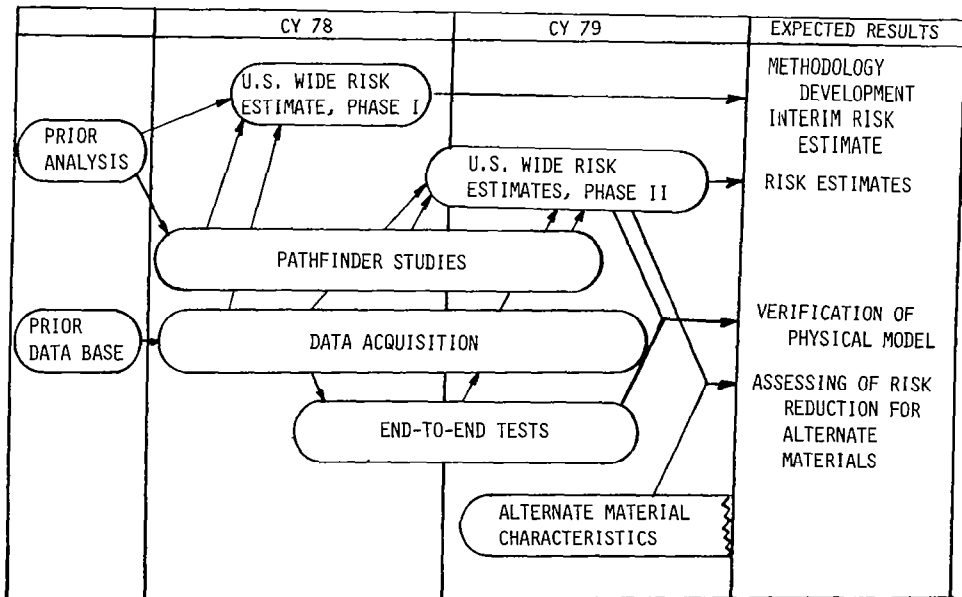 CY 78
CY 79
EXPECTED RESULTS
U.S. WIDE RISK
ESTIMATE, PHASE I
METHODOLOGY
DEVELOPMENT
INTERIM RISK
ESTIMATE
PRIOR
ANALYSIS
U.S. WIDE RISK
ESTIMATES, PHASE II
RISK ESTIMATES
PATHFINDER STUDIES
PRIOR
DATA BASE
DATA ACQUISITION
VERIFICATION OF
PHYSICAL MODEL
END-TO-END TESTS
ASSESSING OF RISK
REDUCTION FOR
ALTERNATE
MATERIALS
ALTERNATE MATERIAL
CHARACTERISTICS